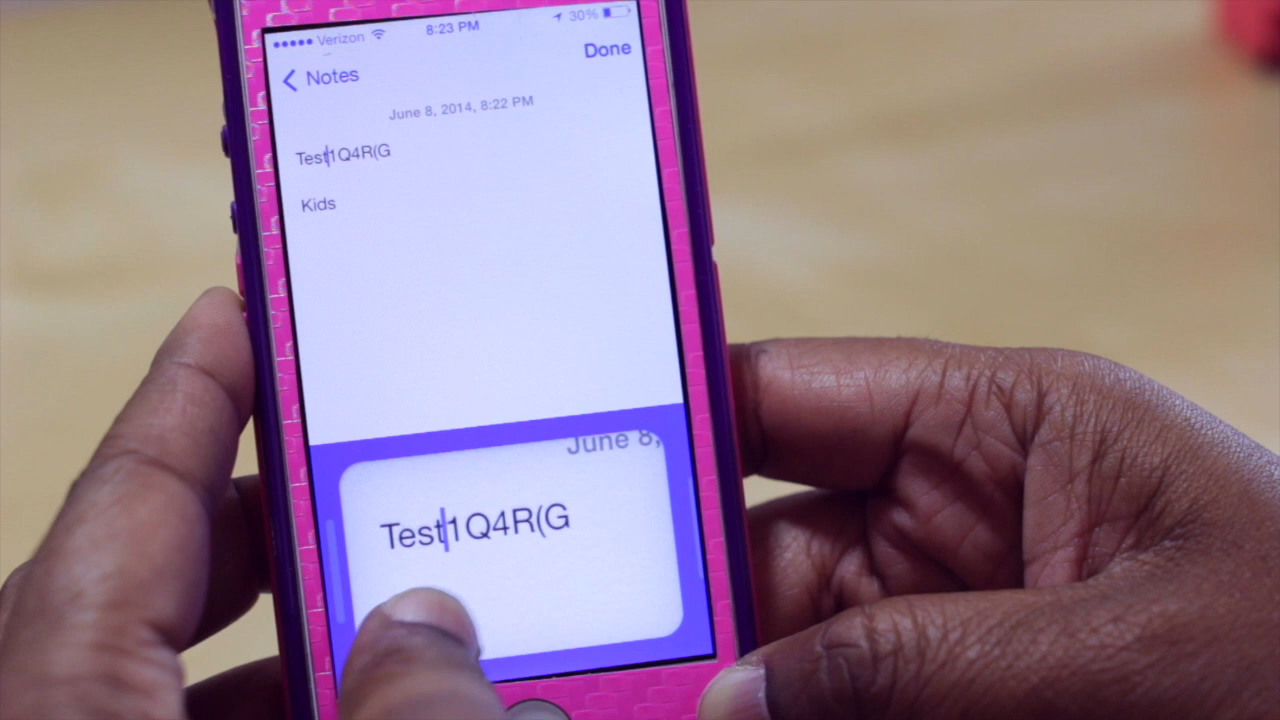 Verizon 8:23 PM 30%
Notes Done
June 8, 2014, 8:22 PM
Test1Q4R(G
Kids
June 8,
Test1Q4R(G